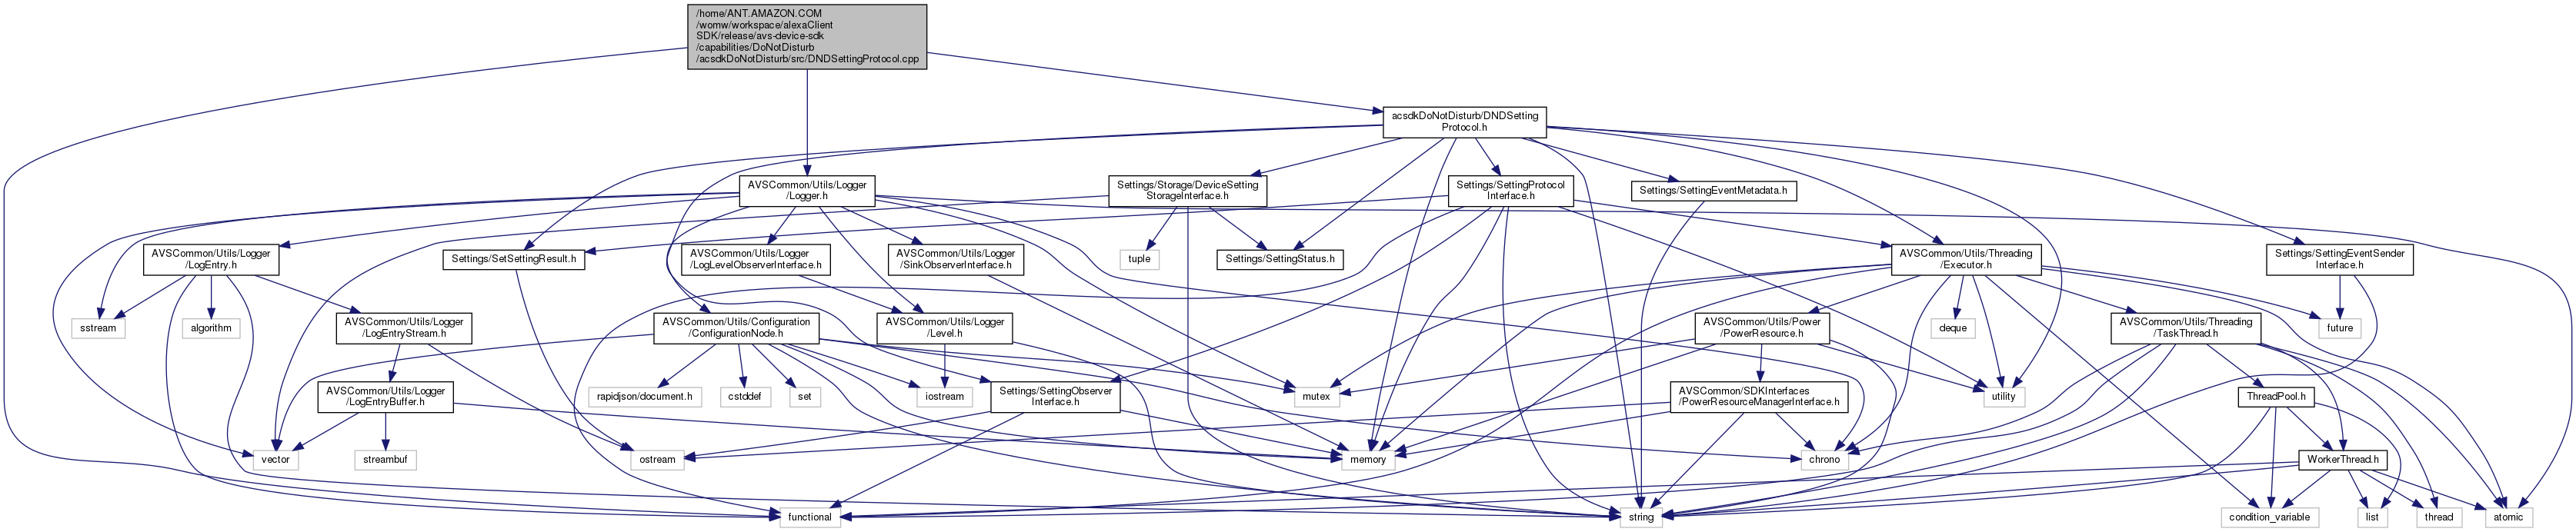 /home/ANT.AMAZON.COM
/womw/workspace/alexaClient
SDK/release/avs-device-sdk
/capabilities/DoNotDisturb
/acsdkDoNotDisturb/src/DNDSettingProtocol.cpp
acsdkDoNotDisturb/DNDSetting
Protocol.h
AVSCommon/Utils/Logger
/Logger.h
Settings/Storage/DeviceSetting
StorageInterface.h
Settings/SettingProtocol
Interface.h
Settings/SettingEventMetadata.h
AVSCommon/Utils/Logger
/LogEntry.h
Settings/SetSettingResult.h
AVSCommon/Utils/Logger
/LogLevelObserverInterface.h
AVSCommon/Utils/Logger
/SinkObserverInterface.h
tuple
Settings/SettingStatus.h
AVSCommon/Utils/Threading
/Executor.h
Settings/SettingEventSender
Interface.h
sstream
algorithm
AVSCommon/Utils/Logger
/LogEntryStream.h
AVSCommon/Utils/Configuration
/ConfigurationNode.h
AVSCommon/Utils/Logger
/Level.h
AVSCommon/Utils/Power
/PowerResource.h
deque
AVSCommon/Utils/Threading
/TaskThread.h
future
AVSCommon/Utils/Logger
/LogEntryBuffer.h
rapidjson/document.h
cstddef
set
iostream
Settings/SettingObserver
Interface.h
mutex
AVSCommon/SDKInterfaces
/PowerResourceManagerInterface.h
utility
ThreadPool.h
vector
streambuf
ostream
memory
chrono
WorkerThread.h
functional
string
condition_variable
list
thread
atomic